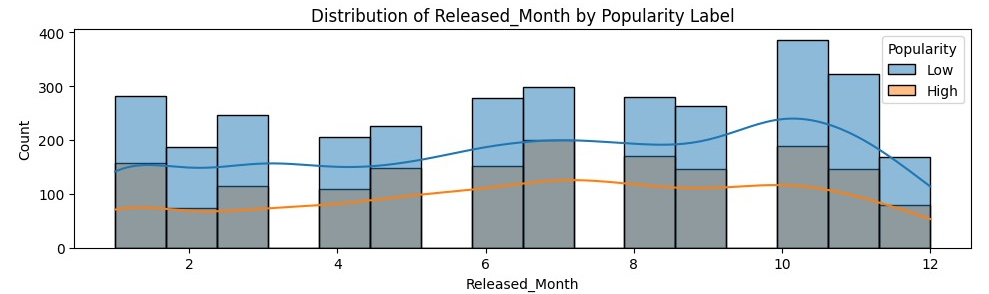 Distribution of Released_Month by Popularity Label
Count
400
300
200
100
0
Popularity
Low
High
2 4 6 8 10 12
Released_Month